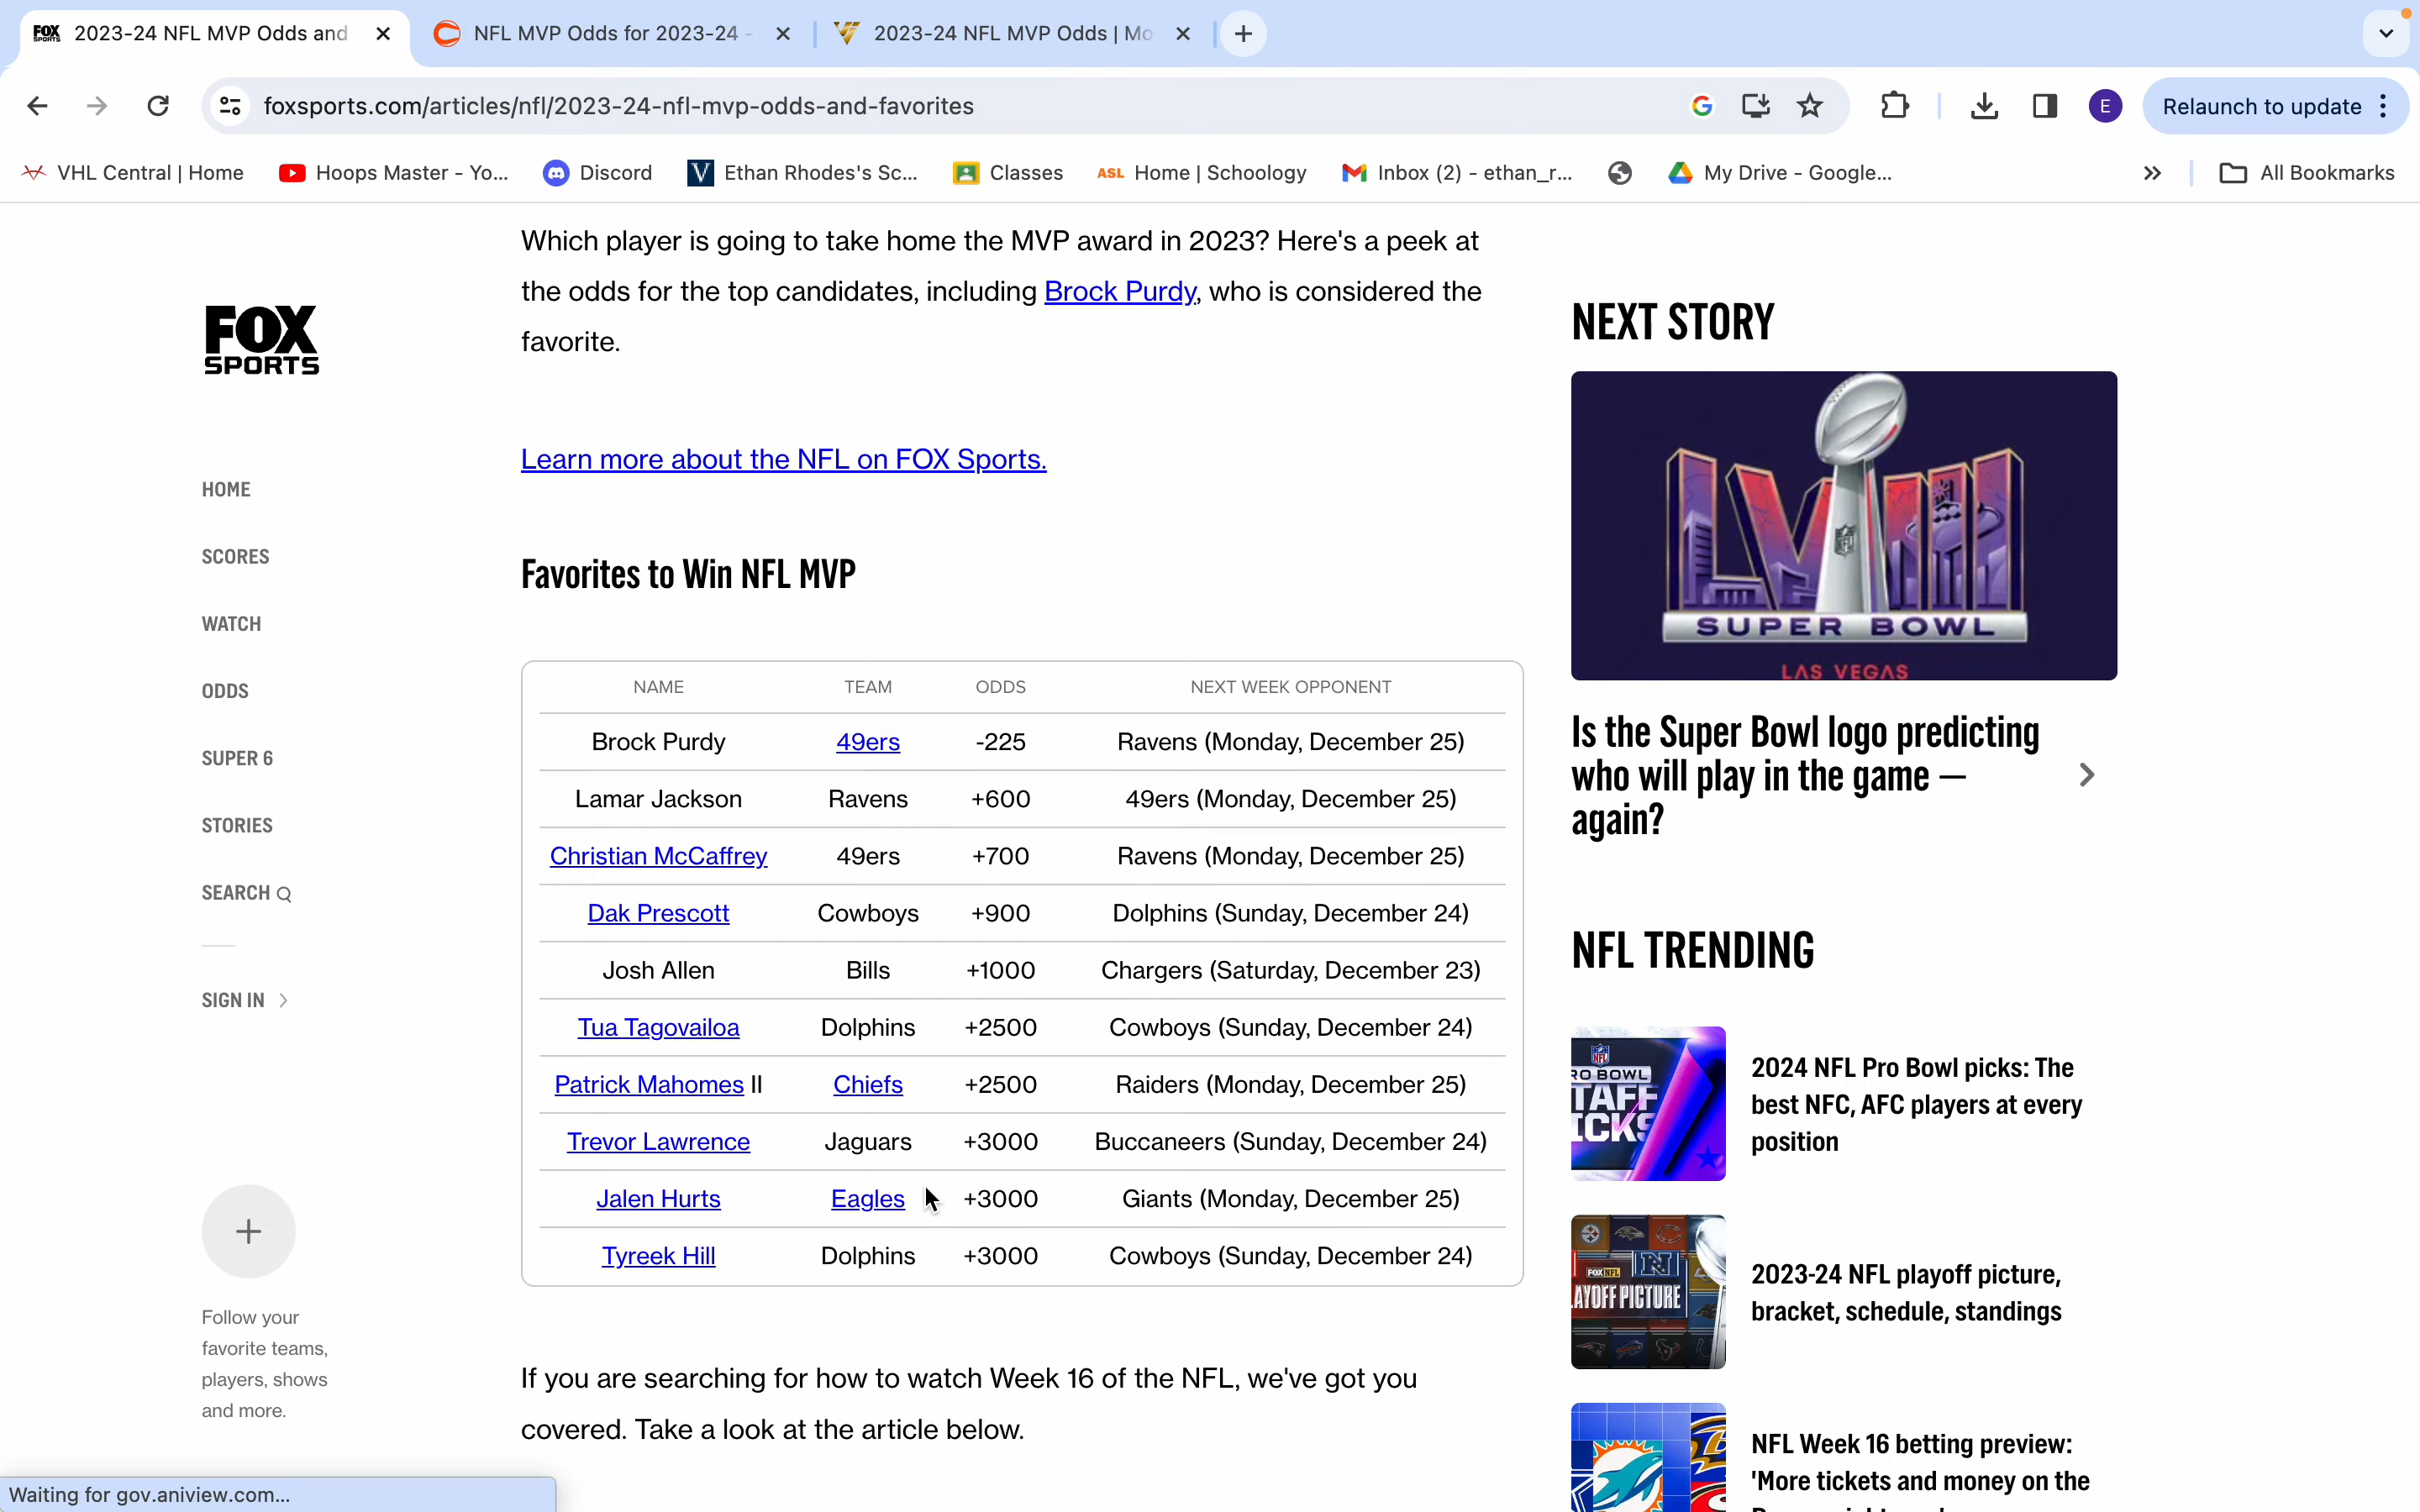 FOX SPORTS 2023-24 NFL MVP Odds and
NFL MVP Odds for 2023-24 -
2023-24 NFL MVP Odds | Mo
foxsports.com/articles/nfl/2023-24-nfl-mvp-odds-and-favorites
E
Relaunch to update
VHL Central | Home
Hoops Master - Yo...
Discord
Ethan Rhodes's Sc...
Classes
ASL Home | Schoology
Inbox (2) - ethan_r...
My Drive - Google...
All Bookmarks
FOX
SPORTS
HOME
SCORES
WATCH
ODDS
SUPER 6
STORIES
SEARCH
SIGN IN
Follow your
favorite teams,
players, shows
and more.
Which player is going to take home the MVP award in 2023? Here's a peek at
the odds for the top candidates, including Brock Purdy, who is considered the
favorite.
Learn more about the NFL on FOX Sports.
Favorites to Win NFL MVP
NAME TEAM ODDS NEXT WEEK OPPONENT
Brock Purdy 49ers -225 Ravens (Monday, December 25)
Lamar Jackson Ravens +600 49ers (Monday, December 25)
Christian McCaffrey 49ers +700 Ravens (Monday, December 25)
Dak Prescott Cowboys +900 Dolphins (Sunday, December 24)
Josh Allen Bills +1000 Chargers (Saturday, December 23)
Tua Tagovailoa Dolphins +2500 Cowboys (Sunday, December 24)
Patrick Mahomes II Chiefs +2500 Raiders (Monday, December 25)
Trevor Lawrence Jaguars +3000 Buccaneers (Sunday, December 24)
Jalen Hurts Eagles +3000 Giants (Monday, December 25)
Tyreek Hill Dolphins +3000 Cowboys (Sunday, December 24)
If you are searching for how to watch Week 16 of the NFL, we've got you
covered. Take a look at the article below.
NEXT STORY
LVIII
SUPER BOWL
LAS VEGAS
Is the Super Bowl logo predicting
who will play in the game —
again?
NFL TRENDING
RO BOWL
TAFF
ICKS
2024 NFL Pro Bowl picks: The
best NFC, AFC players at every
position
FOX NFL
AYOFF PICTURE
2023-24 NFL playoff picture,
bracket, schedule, standings
NFL Week 16 betting preview:
'More tickets and money on the
Waiting for gov.aniview.com...